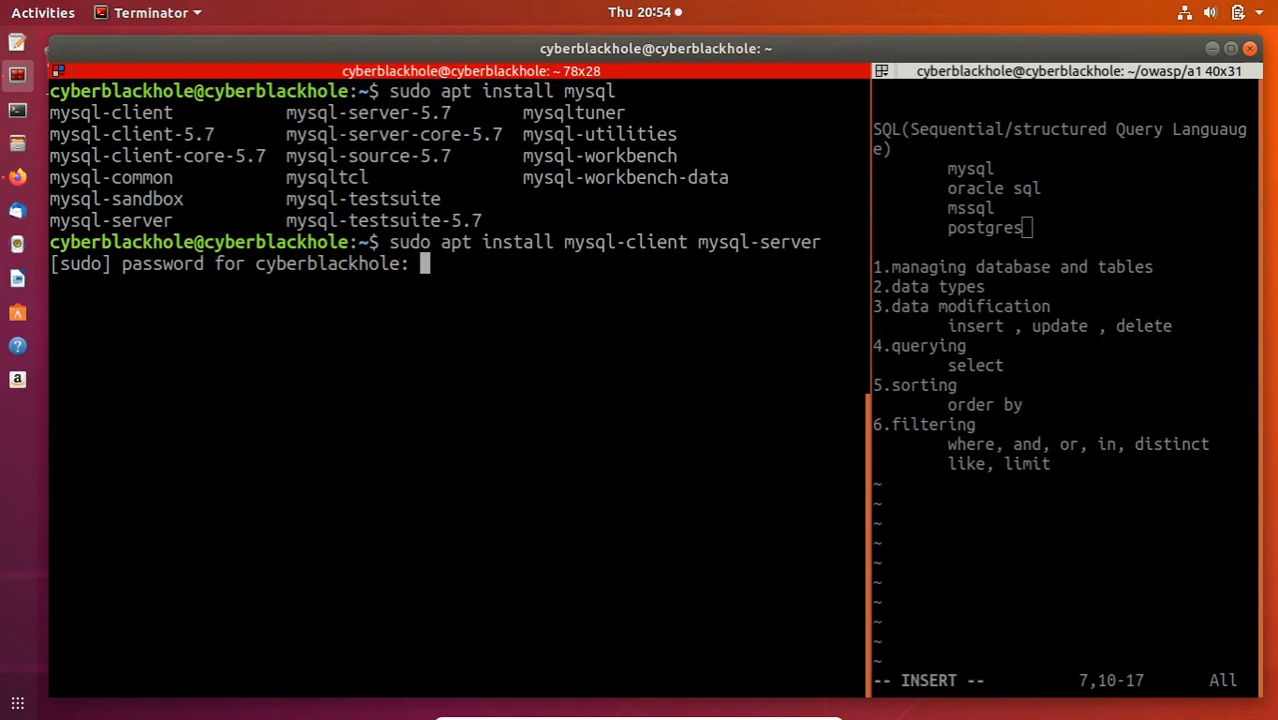 Activities Terminator Thu 20:54
cyberblackhole@cyberblackhole: ~
cyberblackhole@cyberblackhole: ~ 78x28
cyberblackhole@cyberblackhole:~$ sudo apt install mysql
mysql-client mysql-server-5.7 mysqltuner
mysql-client-5.7 mysql-server-core-5.7 mysql-utilities
mysql-client-core-5.7 mysql-source-5.7 mysql-workbench
mysql-common mysqltcl mysql-workbench-data
mysql-sandbox mysql-testsuite
mysql-server mysql-testsuite-5.7
cyberblackhole@cyberblackhole:~$ sudo apt install mysql-client mysql-server
[sudo] password for cyberblackhole:
cyberblackhole@cyberblackhole: ~/owasp/a1 40x31
SQL(Sequential/structured Query Languaug
e)
mysql
oracle sql
mssql
postgres
1.managing database and tables
2.data types
3.data modification
insert , update , delete
4.querying
select
5.sorting
order by
6.filtering
where, and, or, in, distinct
like, limit
~
~
~
~
~
~
~
~
~
~
-- INSERT -- 7,10-17 All